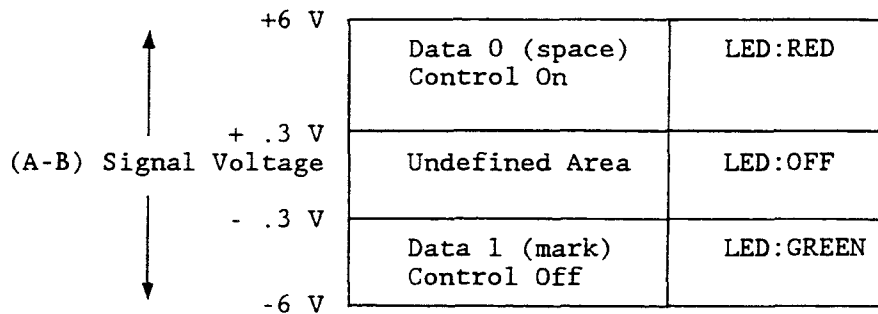 +6 V
Data 0 (space) LED:RED
Control On
+ .3 V
(A-B) Signal Voltage Undefined Area LED:OFF
- .3 V
Data 1 (mark) LED:GREEN
Control Off
-6 V